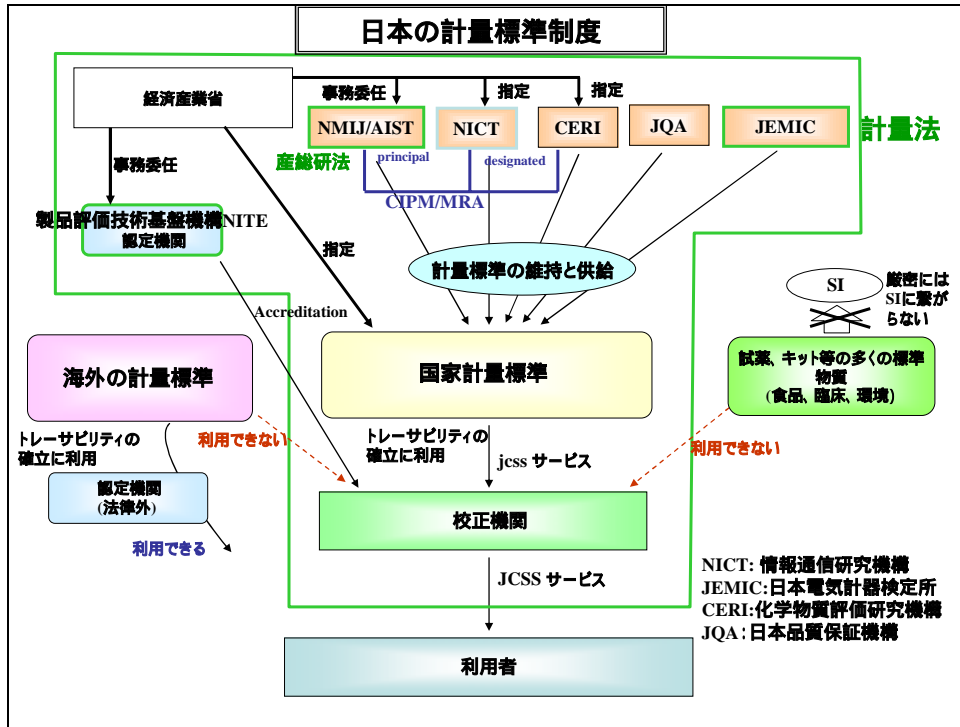 日本の計量標準制度
経済産業省
事務委任
指定
指定
NMIJ/AIST
NICT
CERI
JQA
JEMIC
計量法
産総研法
principal
designated
CIPM/MRA
事務委任
製品評価技術基盤機構NITE
認定機関
指定
計量標準の維持と供給
SI
厳密には
SIに繋が
らない
Accreditation
海外の計量標準
国家計量標準
試薬、キット等の多くの標準
物質
(食品、臨床、環境)
トレーサビリティの
確立に利用
利用できない
トレーサビリティの
確立に利用
jcss サービス
利用できない
認定機関
(法律外)
校正機関
利用できる
JCSS サービス
NICT: 情報通信研究機構
JEMIC:日本電気計器検定所
CERI:化学物質評価研究機構
JQA:日本品質保証機構
利用者